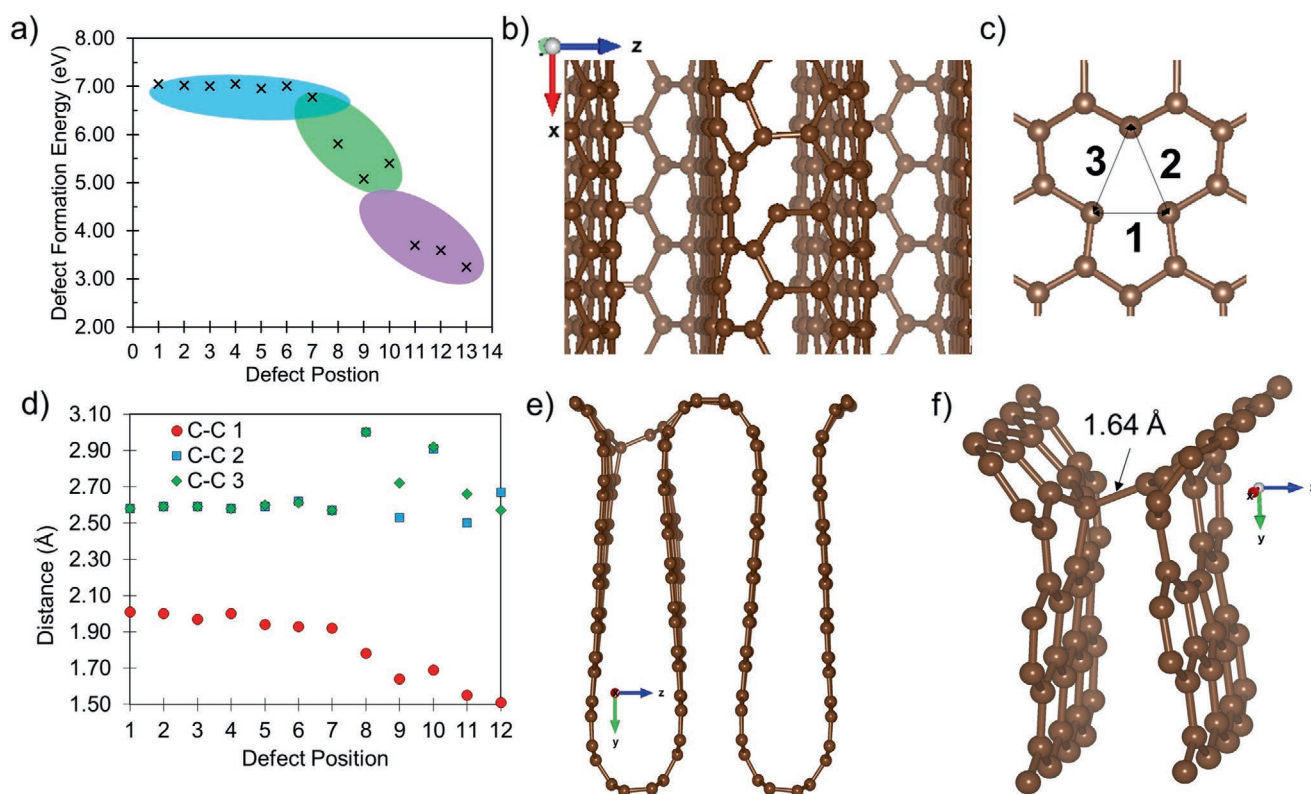 a)
Defect Formation Energy (eV)
8.00
7.00
6.00
5.00
4.00
3.00
2.00
0 1 2 3 4 5 6 7 8 9 10 11 12 13 14
Defect Postion
b)
z
x
c)
3
2
1
d)
Distance (Å)
3.10
2.90
2.70
2.50
2.30
2.10
1.90
1.70
1.50
C-C 1
C-C 2
C-C 3
1 2 3 4 5 6 7 8 9 10 11 12
Defect Position
e)
x
z
y
f)
1.64 Å
x
y